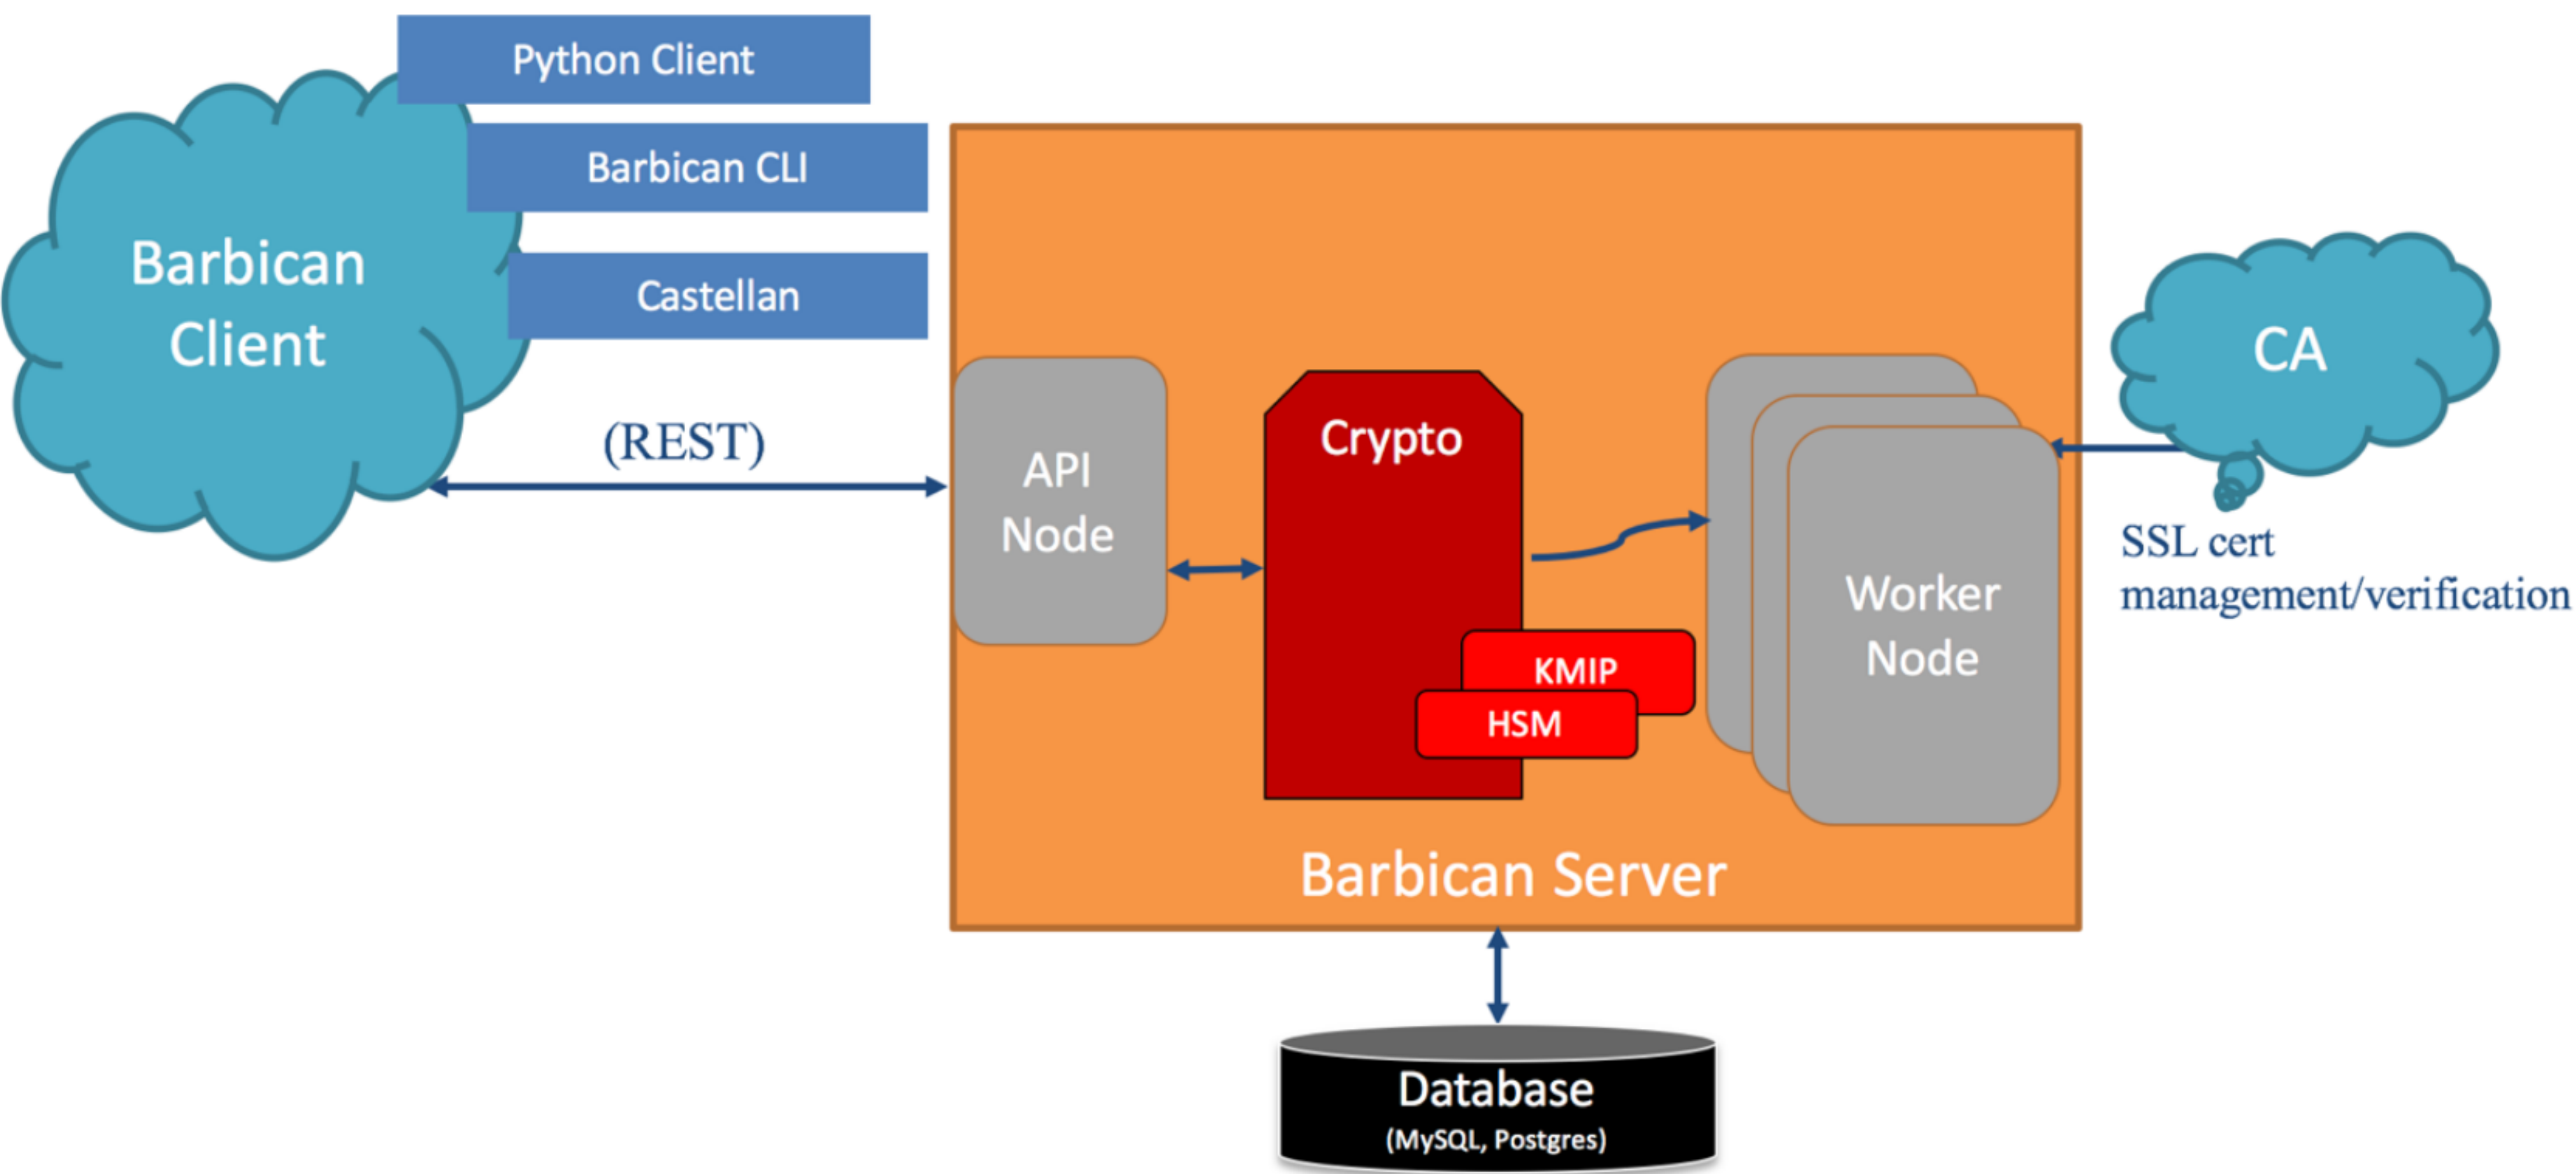 Python Client
Barbican CLI
Castellan
Barbican
Client
(REST)
API
Node
Crypto
KMIP
HSM
Worker
Node
Barbican Server
CA
SSL cert
management/verification
Database
(MySQL, Postgres)